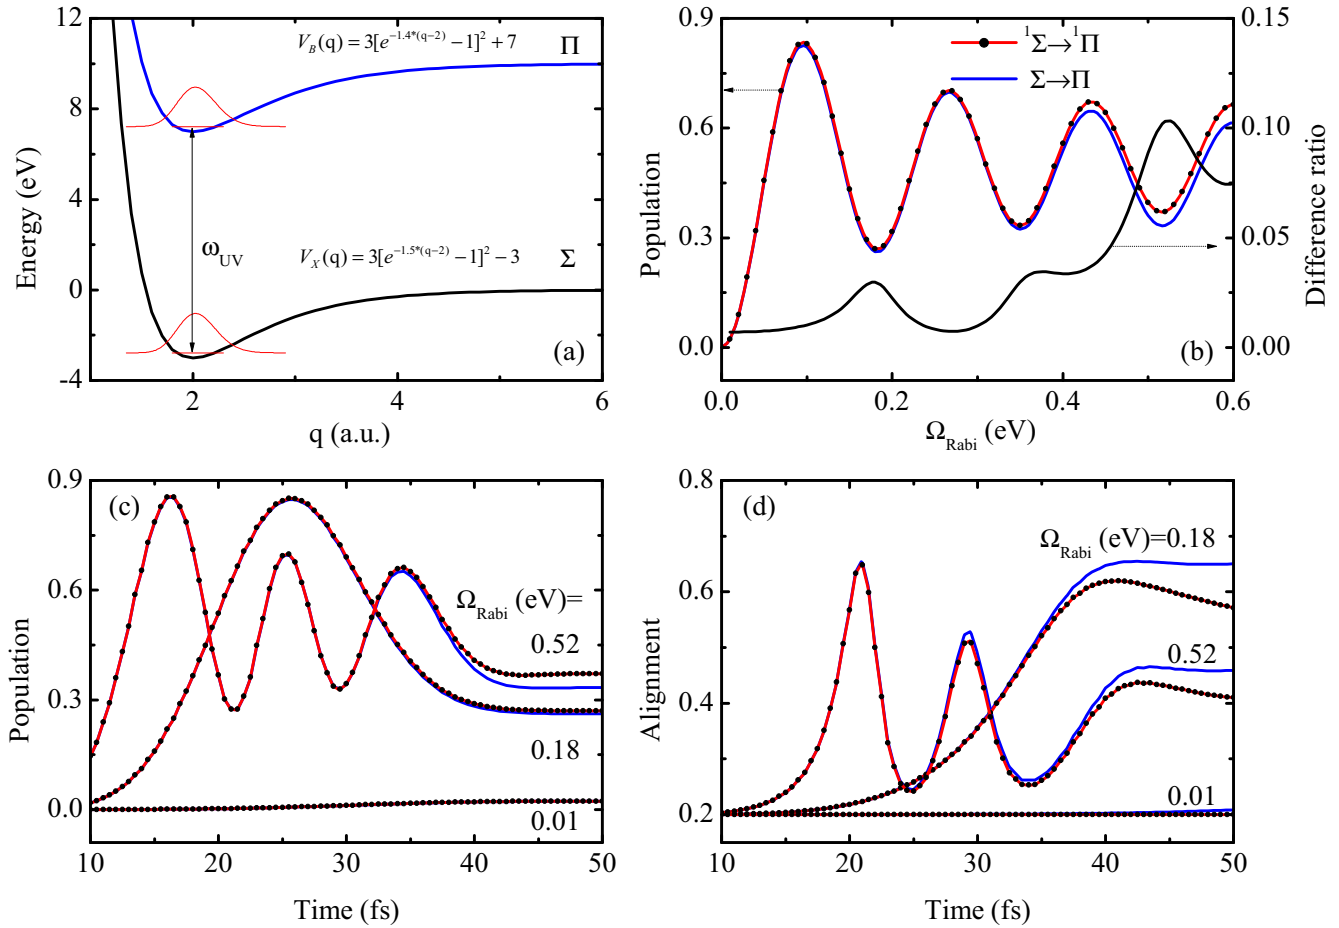 12
8
4
0
-4
Energy (eV)
V_B(q) = 3[e^{-1.4*(q-2)} −1]^2 + 7
Π
ω_UV
V_X(q) = 3[e^{-1.5*(q-2)} −1]^2 − 3
Σ
(a)
2 4 6
q (a.u.)
0.9
0.6
0.3
0.0
Population
¹Σ→¹Π
Σ→Π
0.15
0.10
0.05
0.00
Difference ratio
(b)
0.0 0.2 0.4 0.6
Ω_Rabi (eV)
0.9
0.6
0.3
0.0
Population
(c)
Ω_Rabi (eV)=
0.52
0.18
0.01
10 20 30 40 50
Time (fs)
0.8
0.6
0.4
0.2
Alignment
(d)
Ω_Rabi (eV)=0.18
0.52
0.01
10 20 30 40 50
Time (fs)